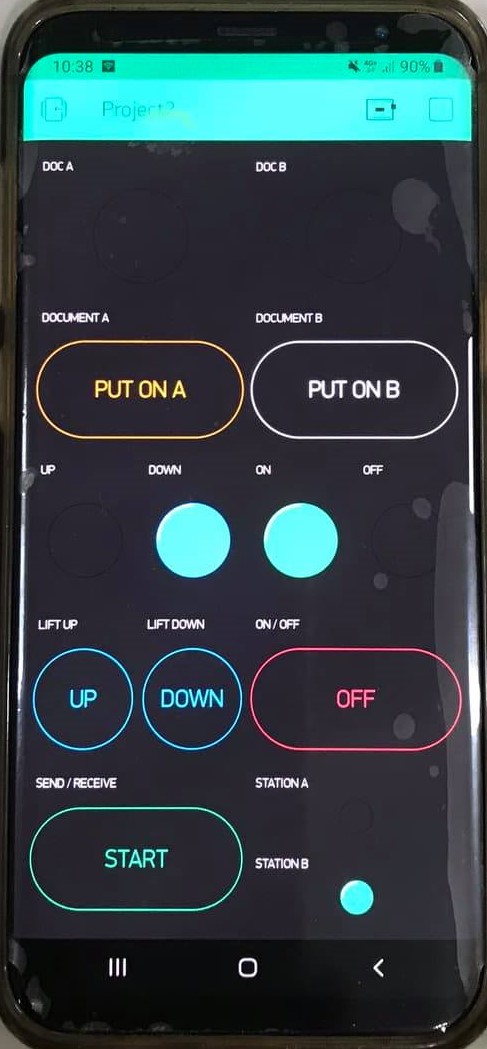 10:38 90%
Project2
DOC A DOC B
DOCUMENT A DOCUMENT B
PUT ON A PUT ON B
UP DOWN ON OFF
LIFT UP LIFT DOWN ON / OFF
UP DOWN OFF
SEND / RECEIVE STATION A
START
STATION B